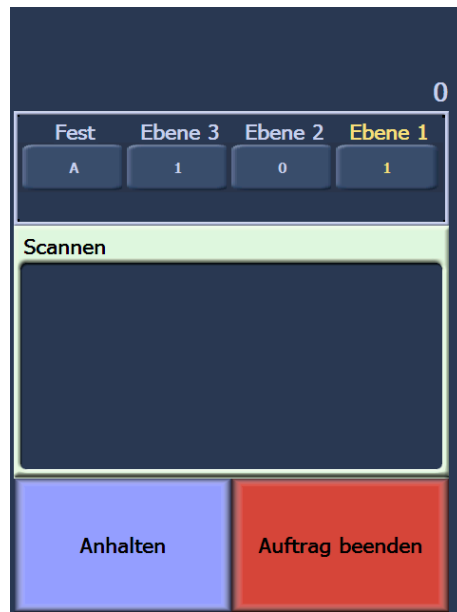 0
Fest Ebene 3 Ebene 2 Ebene 1
A 1 0 1
Scannen
Anhalten Auftrag beenden